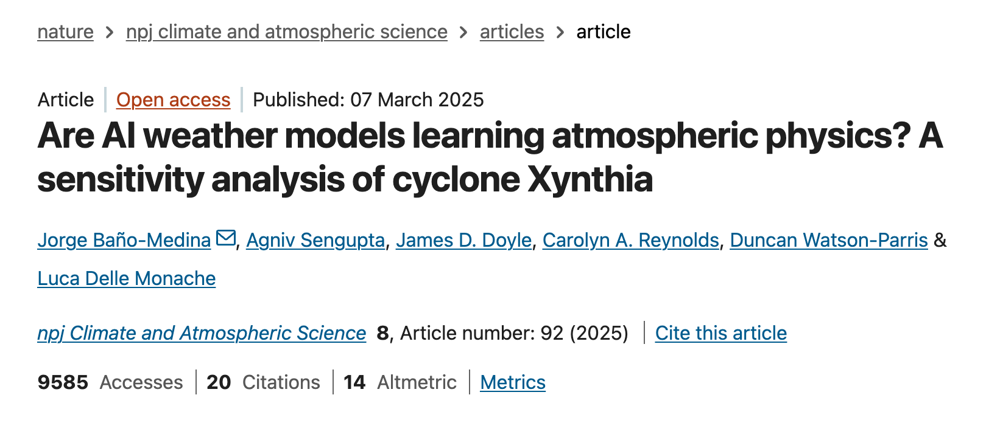 nature > npj climate and atmospheric science > articles > article
Article | Open access | Published: 07 March 2025
Are AI weather models learning atmospheric physics? A
sensitivity analysis of cyclone Xynthia
Jorge Baño-Medina, Agniv Sengupta, James D. Doyle, Carolyn A. Reynolds, Duncan Watson-Parris &
Luca Delle Monache
npj Climate and Atmospheric Science 8, Article number: 92 (2025) | Cite this article
9585 Accesses | 20 Citations | 14 Altmetric | Metrics